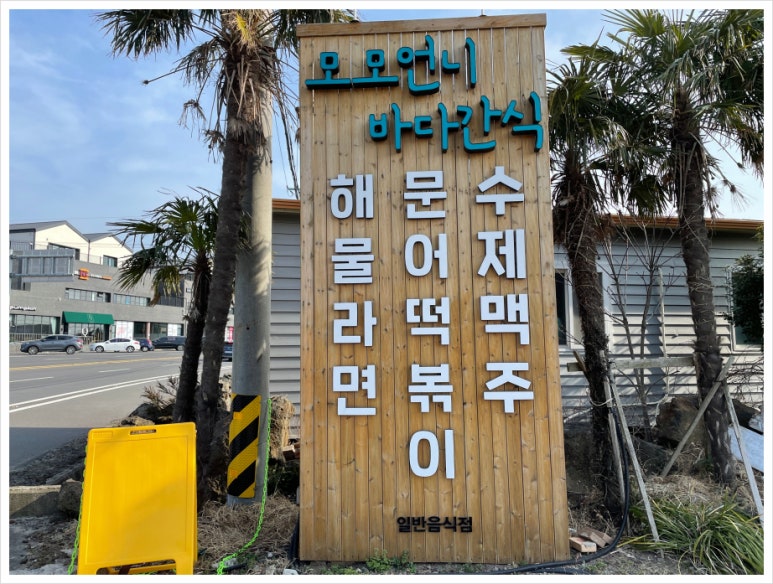 모모언니
바다간식
해물라면
문어떡볶이
수제맥주
일반음식점